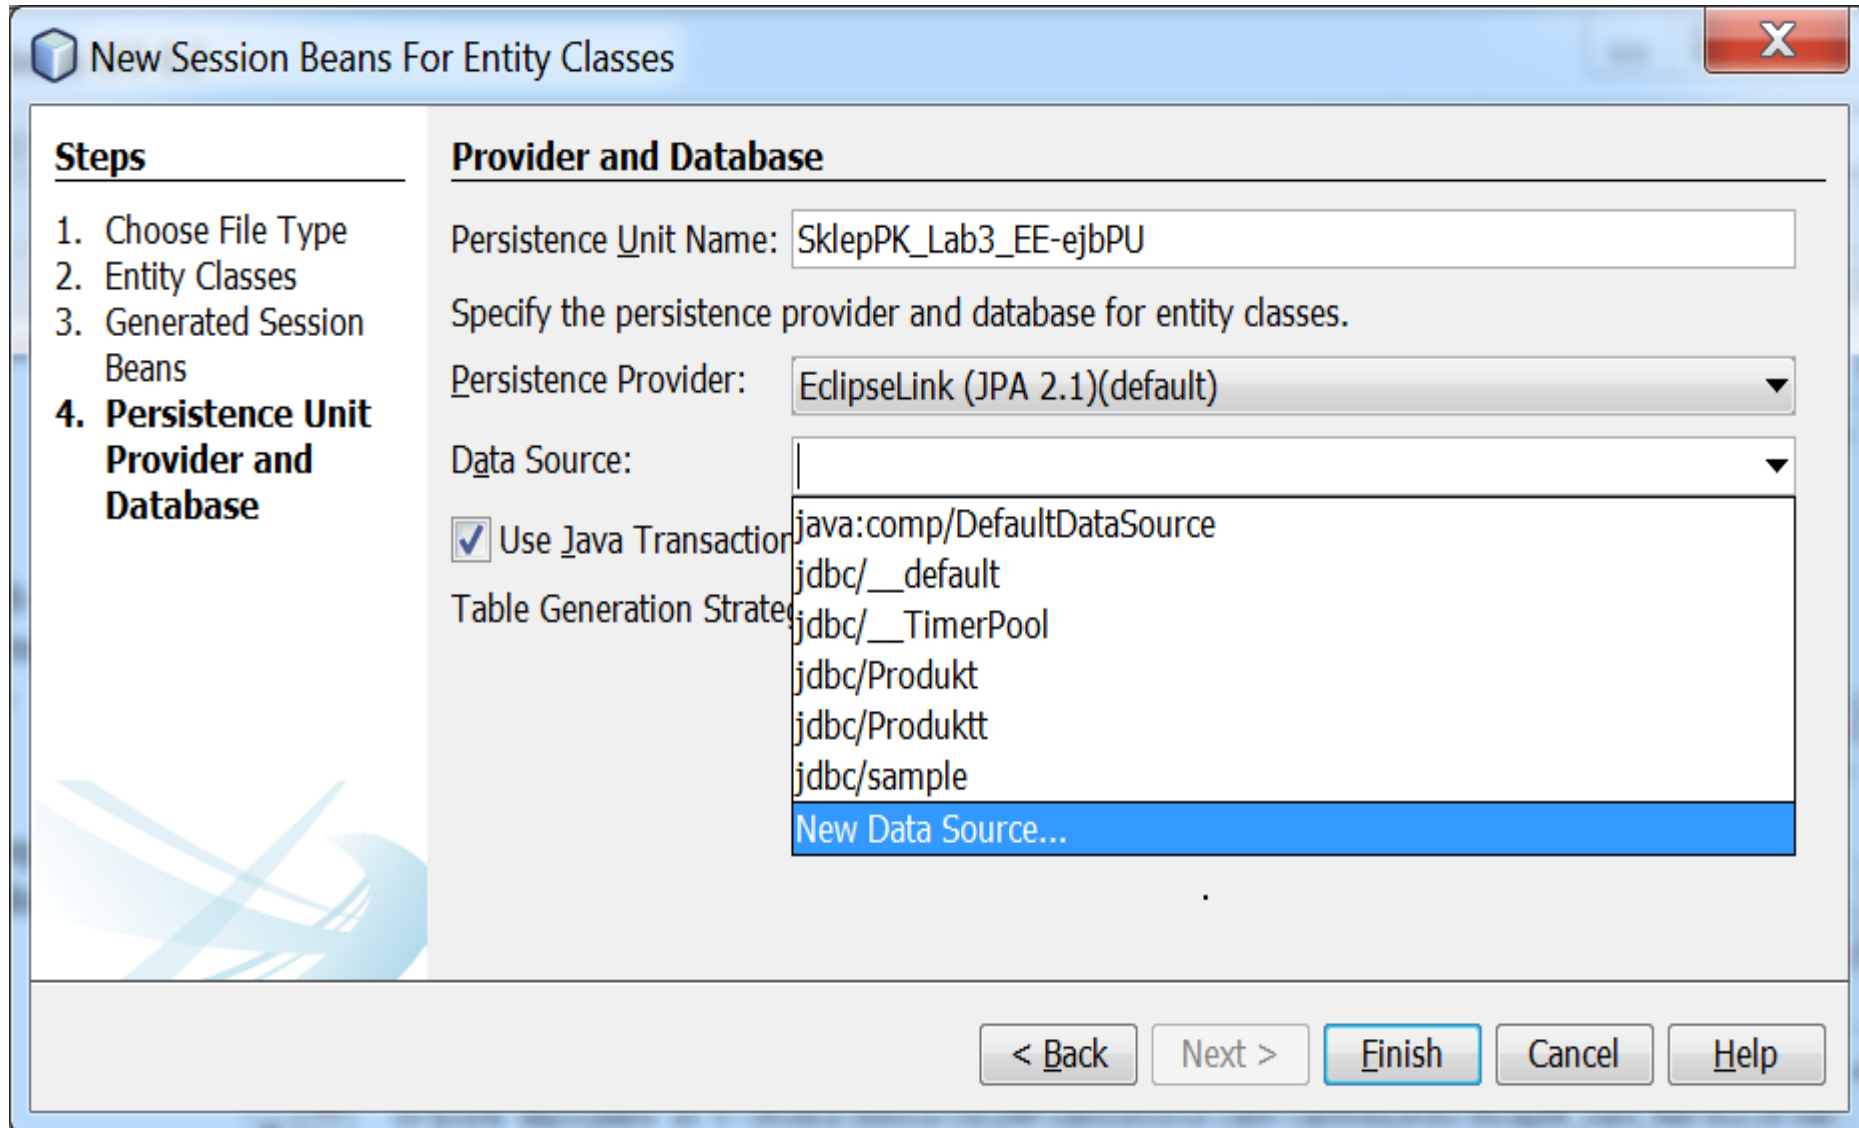 New Session Beans For Entity Classes
Steps
1. Choose File Type
2. Entity Classes
3. Generated Session
Beans
4. Persistence Unit
Provider and
Database
Provider and Database
Persistence Unit Name: SklepPK_Lab3_EE-ejbPU
Specify the persistence provider and database for entity classes.
Persistence Provider: EclipseLink (JPA 2.1)(default)
Data Source:
java:comp/DefaultDataSource
Use Java Transaction
jdbc/__default
Table Generation Strateg
jdbc/__TimerPool
jdbc/Produkt
jdbc/Produktt
jdbc/sample
New Data Source...
.
< Back Next > Finish Cancel Help